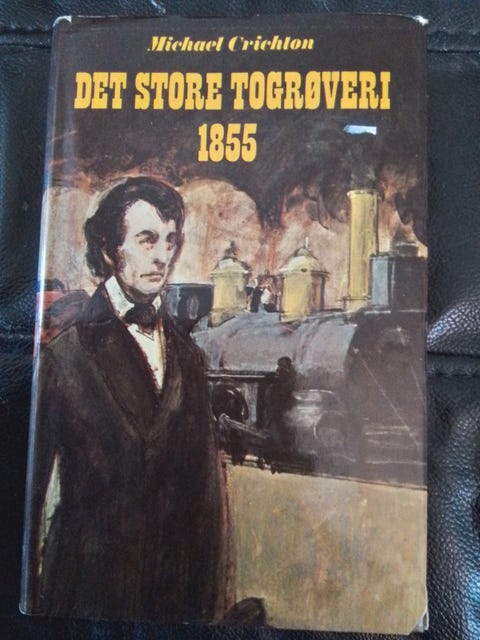 Michael Crichton
DET STORE TOGRØVERI
1855